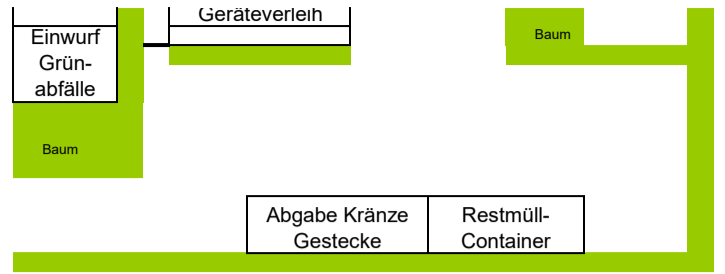 Geräteverleih
Einwurf
Grün-
abfälle
Baum
Baum
Abgabe Kränze
Gestecke
Restmüll-
Container